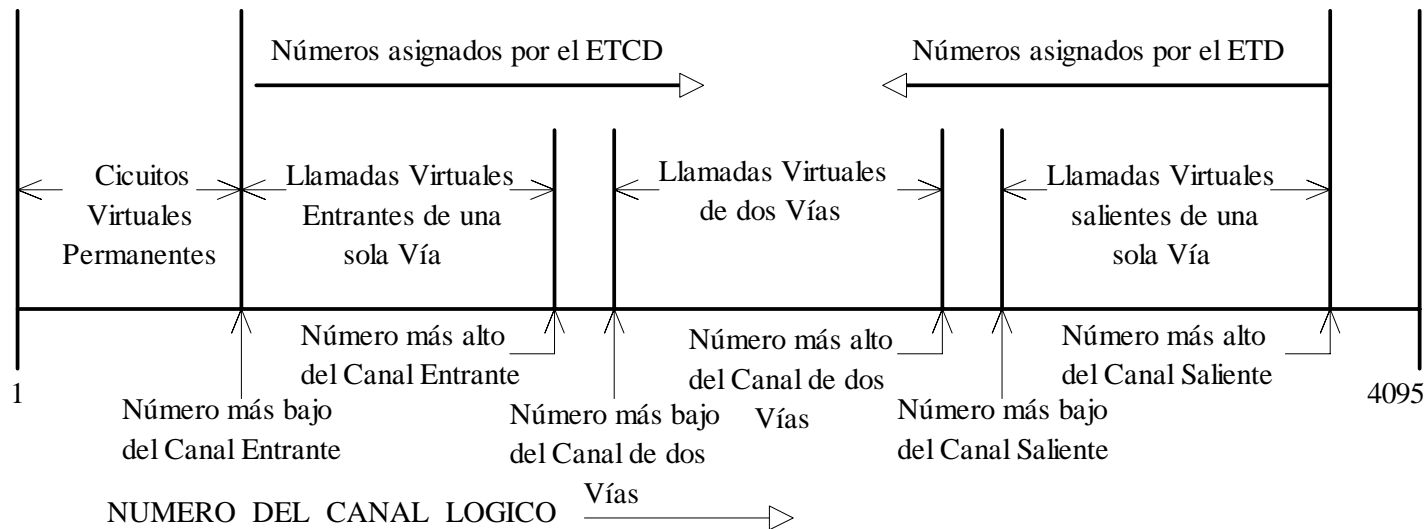 Números asignados por el ETCD
Números asignados por el ETD
Cicuitos
Virtuales
Permanentes
Llamadas Virtuales
Entrantes de una
sola Vía
Llamadas Virtuales
de dos Vías
Llamadas Virtuales
salientes de una
sola Vía
Número más alto
del Canal Entrante
Número más alto
del Canal de dos
Vías
Número más alto
del Canal Saliente
1
4095
Número más bajo
del Canal Entrante
Número más bajo
del Canal de dos
Vías
Número más bajo
del Canal Saliente
NUMERO DEL CANAL LOGICO